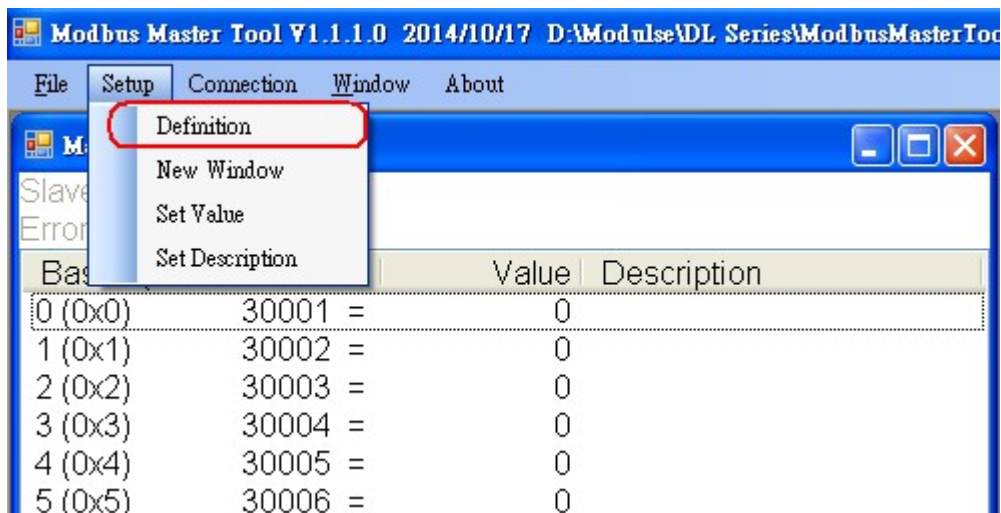 Modbus Master Tool V1.1.1.0 2014/10/17 D:\Modulse\DL Series\ModbusMasterToo
File Setup Connection Window About
Definition
New Window
Set Value
Set Description
Slave
Error
Value Description
0 (0x0) 30001 = 0
1 (0x1) 30002 = 0
2 (0x2) 30003 = 0
3 (0x3) 30004 = 0
4 (0x4) 30005 = 0
5 (0x5) 30006 = 0